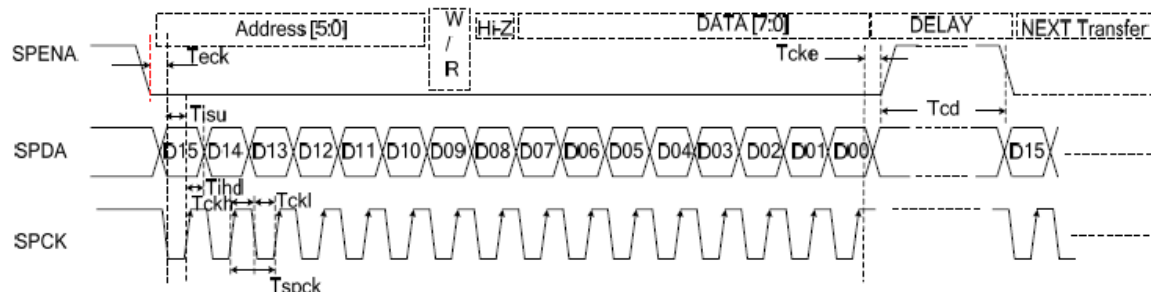 Address [5:0] W / R Hi-Z DATA [7:0] DELAY NEXT Transfer
SPENA Teck Tcke
Tcd
Tisu
SPDA D15 D14 D13 D12 D11 D10 D09 D08 D07 D06 D05 D04 D03 D02 D01 D00 D15
Tihd
Tckh Tckl
SPCK
Tspck